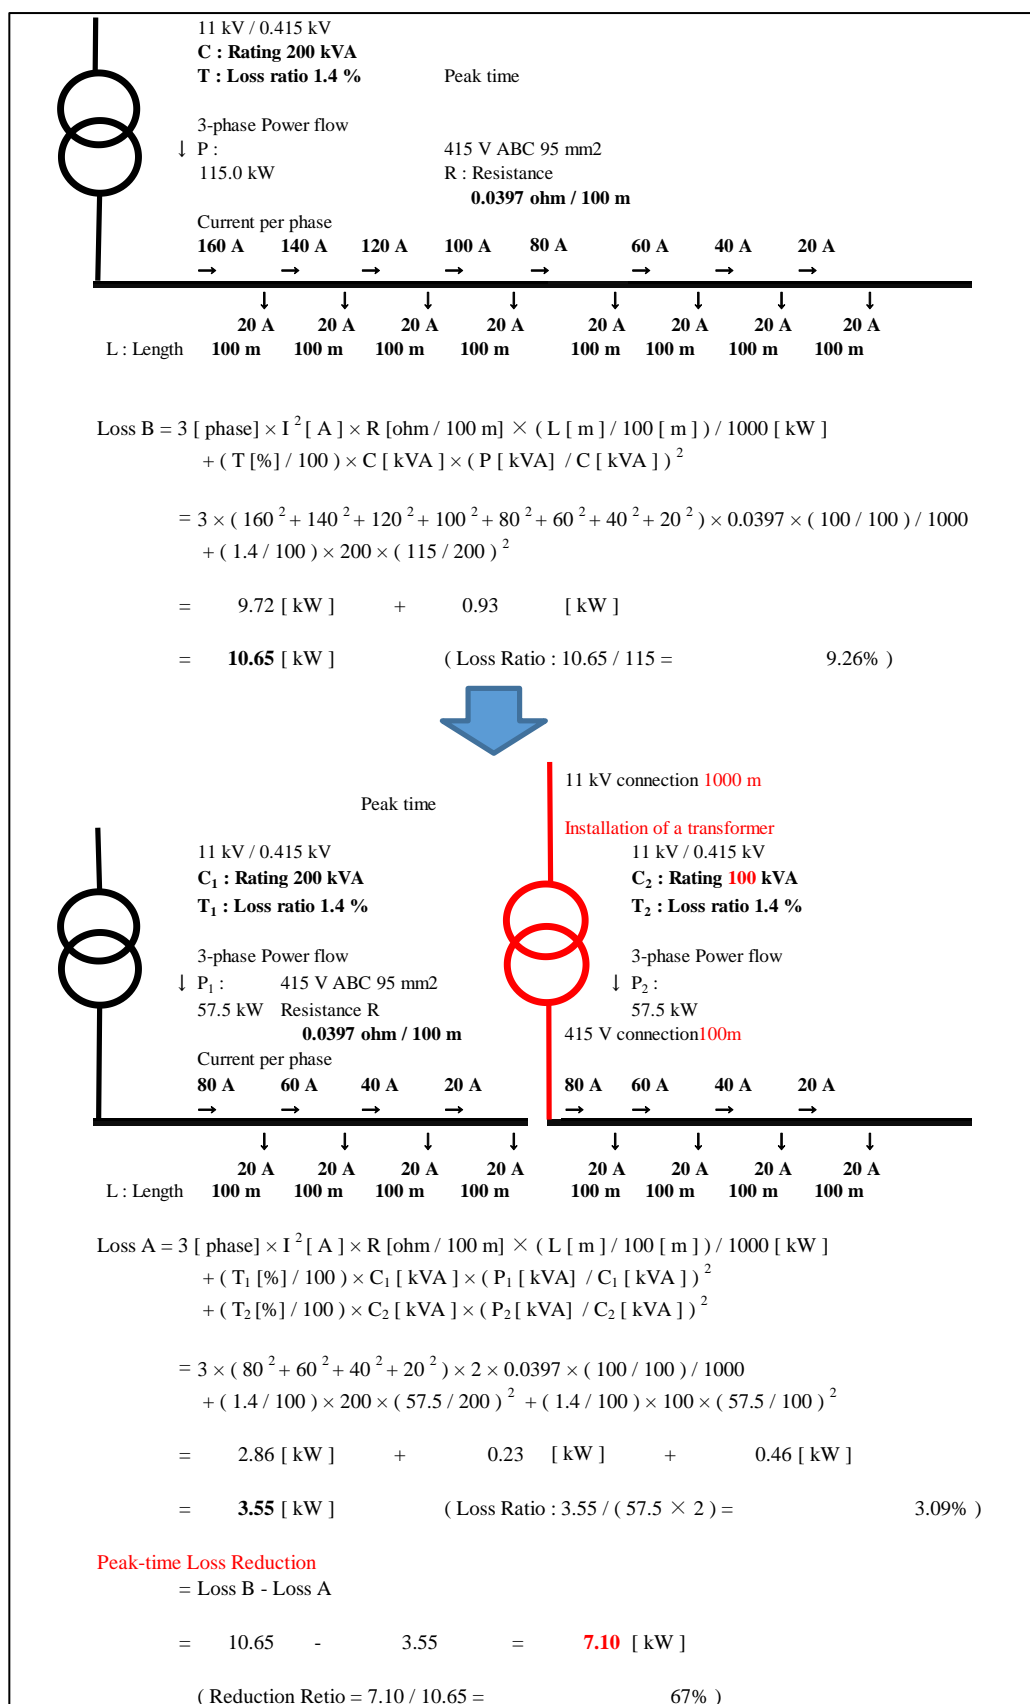 11 kV / 0.415 kV
C : Rating 200 kVA
T : Loss ratio 1.4 % Peak time
3-phase Power flow
↓ P : 415 V ABC 95 mm2
115.0 kW R : Resistance
0.0397 ohm / 100 m
Current per phase
160 A 140 A 120 A 100 A 80 A 60 A 40 A 20 A
→ → → → → → → →
↓ ↓ ↓ ↓ ↓ ↓ ↓ ↓
20 A 20 A 20 A 20 A 20 A 20 A 20 A 20 A
L : Length 100 m 100 m 100 m 100 m 100 m 100 m 100 m 100 m
Loss B = 3 [ phase] × I ² [ A ] × R [ohm / 100 m] × ( L [ m ] / 100 [ m ] ) / 1000 [ kW ]
+ ( T [%] / 100 ) × C [ kVA ] × ( P [ kVA] / C [ kVA ] ) ²
= 3 × ( 160 ² + 140 ² + 120 ² + 100 ² + 80 ² + 60 ² + 40 ² + 20 ² ) × 0.0397 × ( 100 / 100 ) / 1000
+ ( 1.4 / 100 ) × 200 × ( 115 / 200 ) ²
= 9.72 [ kW ] + 0.93 [ kW ]
= 10.65 [ kW ] ( Loss Ratio : 10.65 / 115 = 9.26% )
11 kV connection 1000 m
Peak time
Installation of a transformer
11 kV / 0.415 kV 11 kV / 0.415 kV
C₁ : Rating 200 kVA C₂ : Rating 100 kVA
T₁ : Loss ratio 1.4 % T₂ : Loss ratio 1.4 %
3-phase Power flow 3-phase Power flow
↓ P₁ : 415 V ABC 95 mm2 ↓ P₂ :
57.5 kW Resistance R 57.5 kW
0.0397 ohm / 100 m 415 V connection100m
Current per phase
80 A 60 A 40 A 20 A 80 A 60 A 40 A 20 A
→ → → → → → → →
↓ ↓ ↓ ↓ ↓ ↓ ↓ ↓
20 A 20 A 20 A 20 A 20 A 20 A 20 A 20 A
L : Length 100 m 100 m 100 m 100 m 100 m 100 m 100 m 100 m
Loss A = 3 [ phase] × I ² [ A ] × R [ohm / 100 m] × ( L [ m ] / 100 [ m ] ) / 1000 [ kW ]
+ ( T₁ [%] / 100 ) × C₁ [ kVA ] × ( P₁ [ kVA] / C₁ [ kVA ] ) ²
+ ( T₂ [%] / 100 ) × C₂ [ kVA ] × ( P₂ [ kVA] / C₂ [ kVA ] ) ²
= 3 × ( 80 ² + 60 ² + 40 ² + 20 ² ) × 2 × 0.0397 × ( 100 / 100 ) / 1000
+ ( 1.4 / 100 ) × 200 × ( 57.5 / 200 ) ² + ( 1.4 / 100 ) × 100 × ( 57.5 / 100 ) ²
= 2.86 [ kW ] + 0.23 [ kW ] + 0.46 [ kW ]
= 3.55 [ kW ] ( Loss Ratio : 3.55 / ( 57.5 × 2 ) = 3.09% )
Peak-time Loss Reduction
= Loss B - Loss A
= 10.65 - 3.55 = 7.10 [ kW ]
( Reduction Retio = 7.10 / 10.65 = 67% )